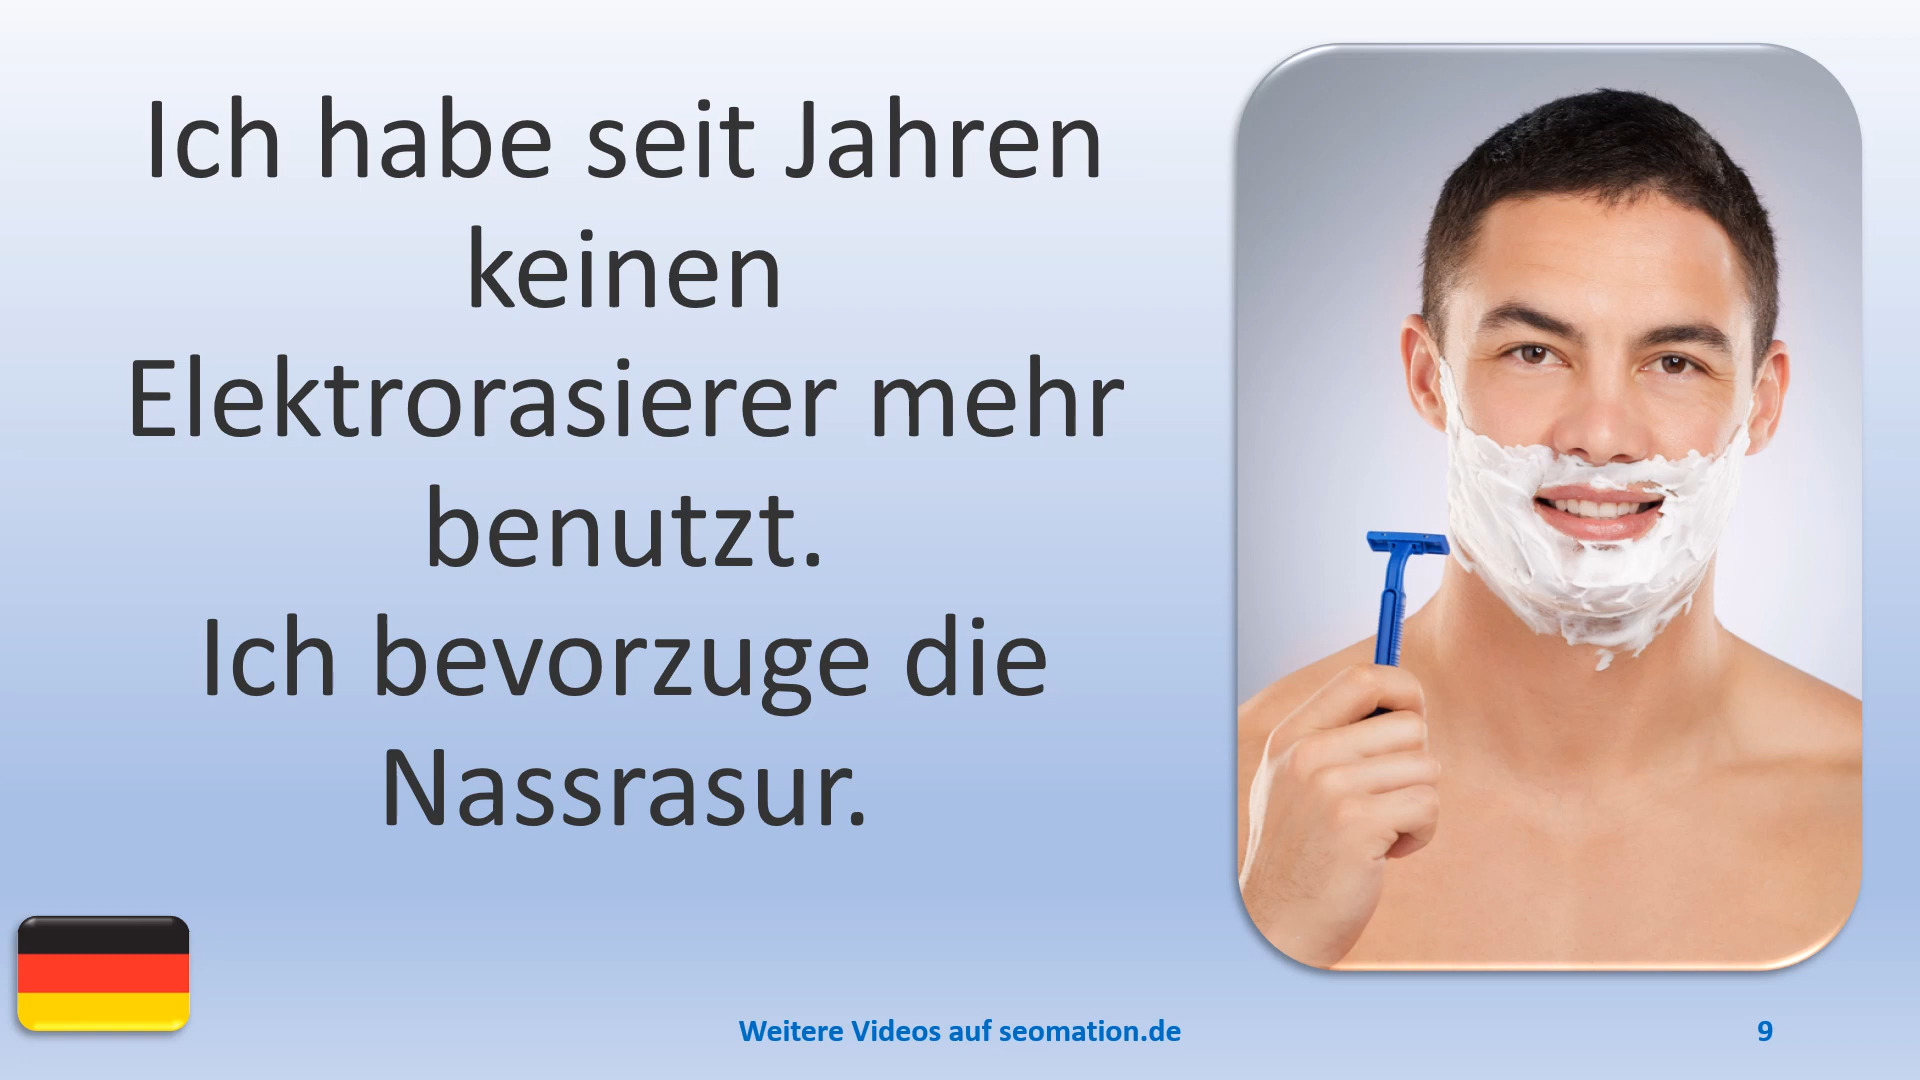 Ich habe seit Jahren
keinen
Elektrorasierer mehr
benutzt.
Ich bevorzuge die
Nassrasur.
Weitere Videos auf seomation.de
9